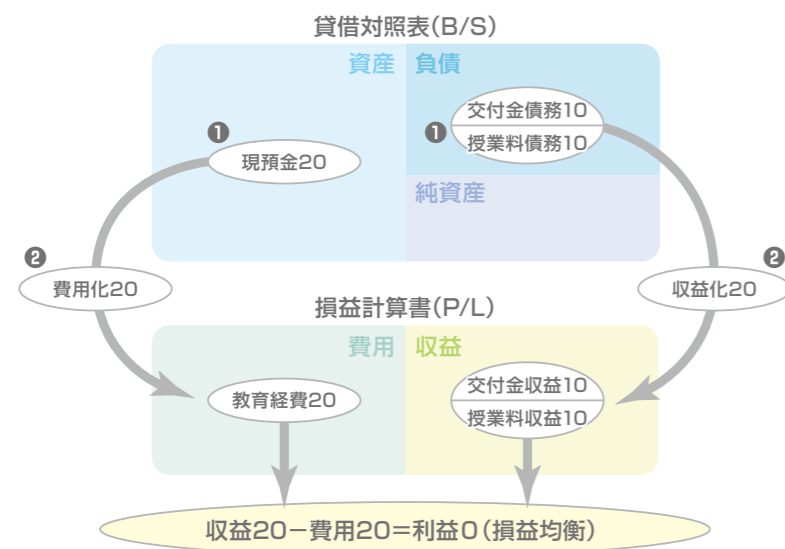 貸借対照表(B/S)
資産 負債
❶
現預金20
❶
交付金債務10
授業料債務10
純資産
❷
費用化20
❷
収益化20
損益計算書(P/L)
費用 収益
教育経費20
交付金収益10
授業料収益10
収益20−費用20=利益0(損益均衡)